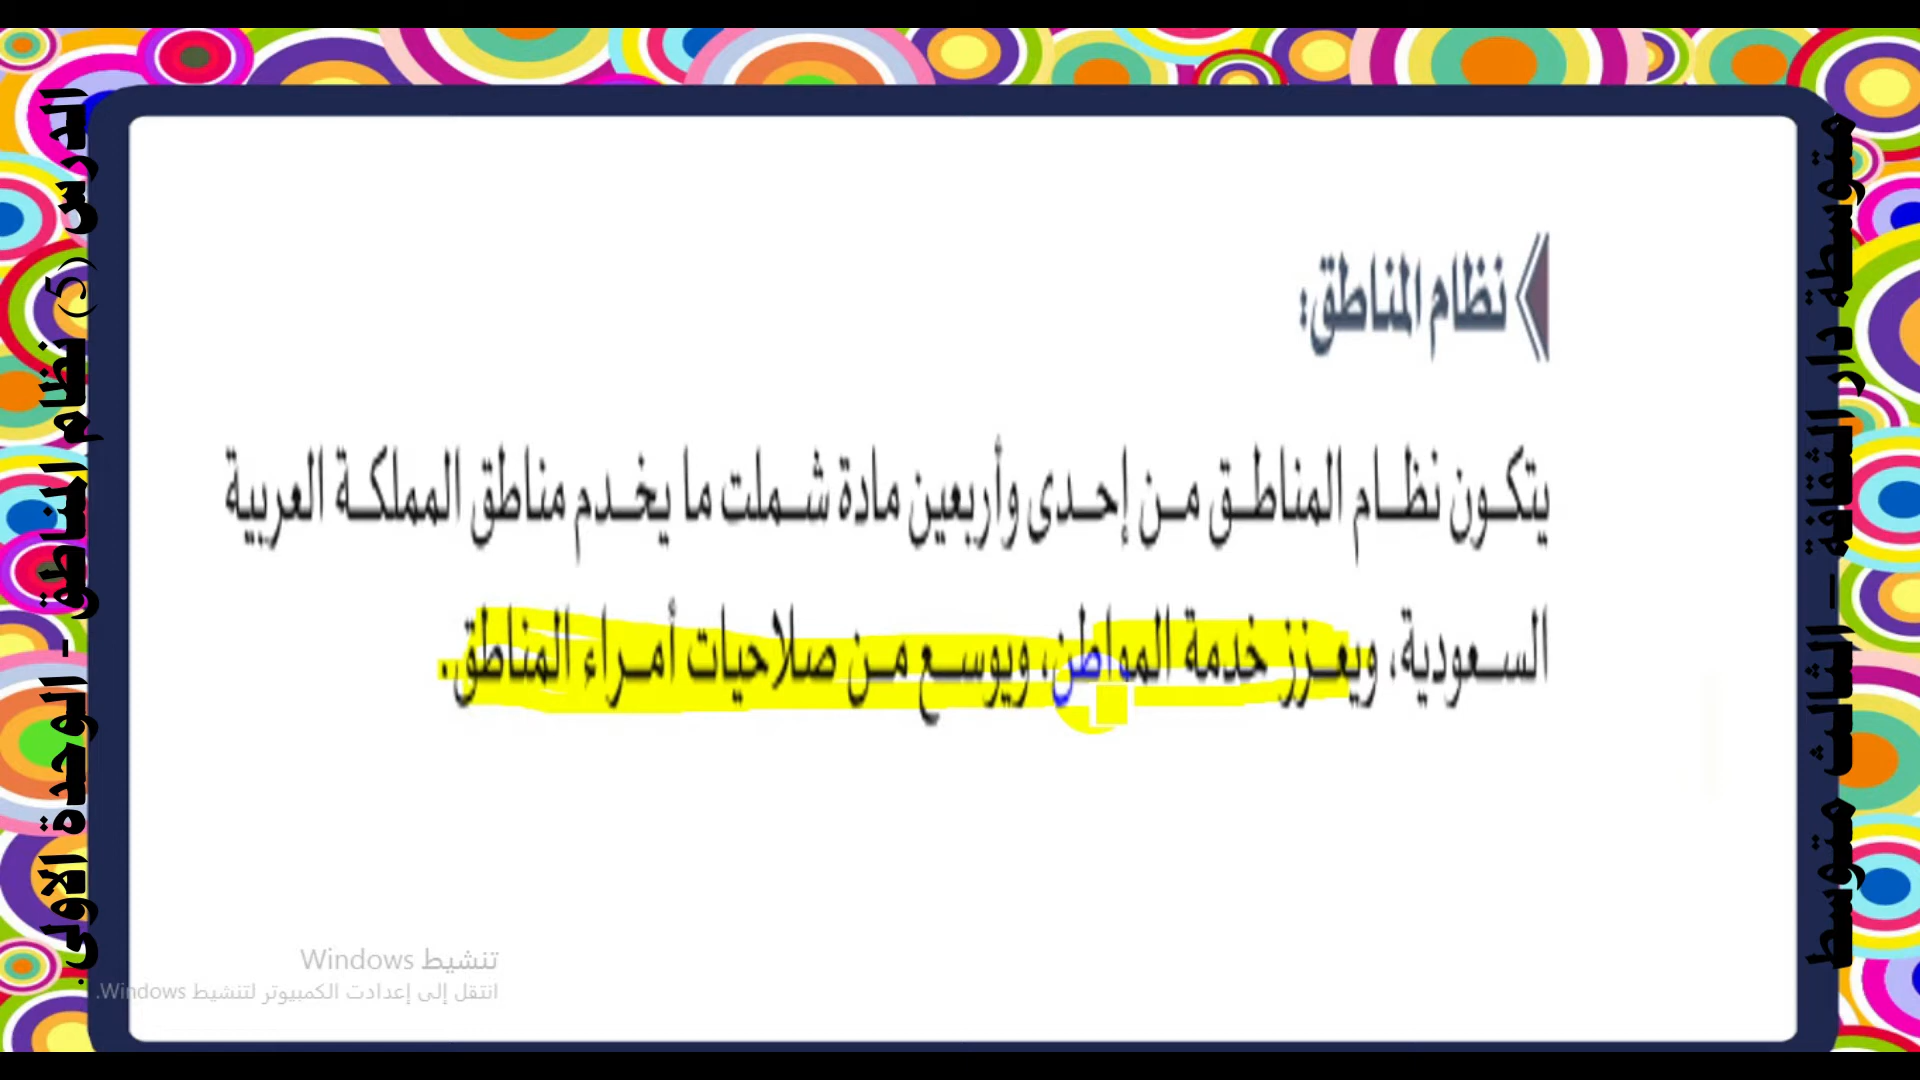 متوسطة دار الثقافة – الثالث متوسط
نظام المناطق:
يتكون نظام المناطق من إحدى وأربعين مادة شملت ما يخدم مناطق المملكة العربية
السعودية، ويعزز خدمة المواطن، ويوسع من صلاحيات أمراء المناطق.
الدرس (5) نظام المناطق - الوحدة الاولى.
تنشيط Windows
انتقل إلى إعدادت الكمبيوتر لتنشيط Windows.